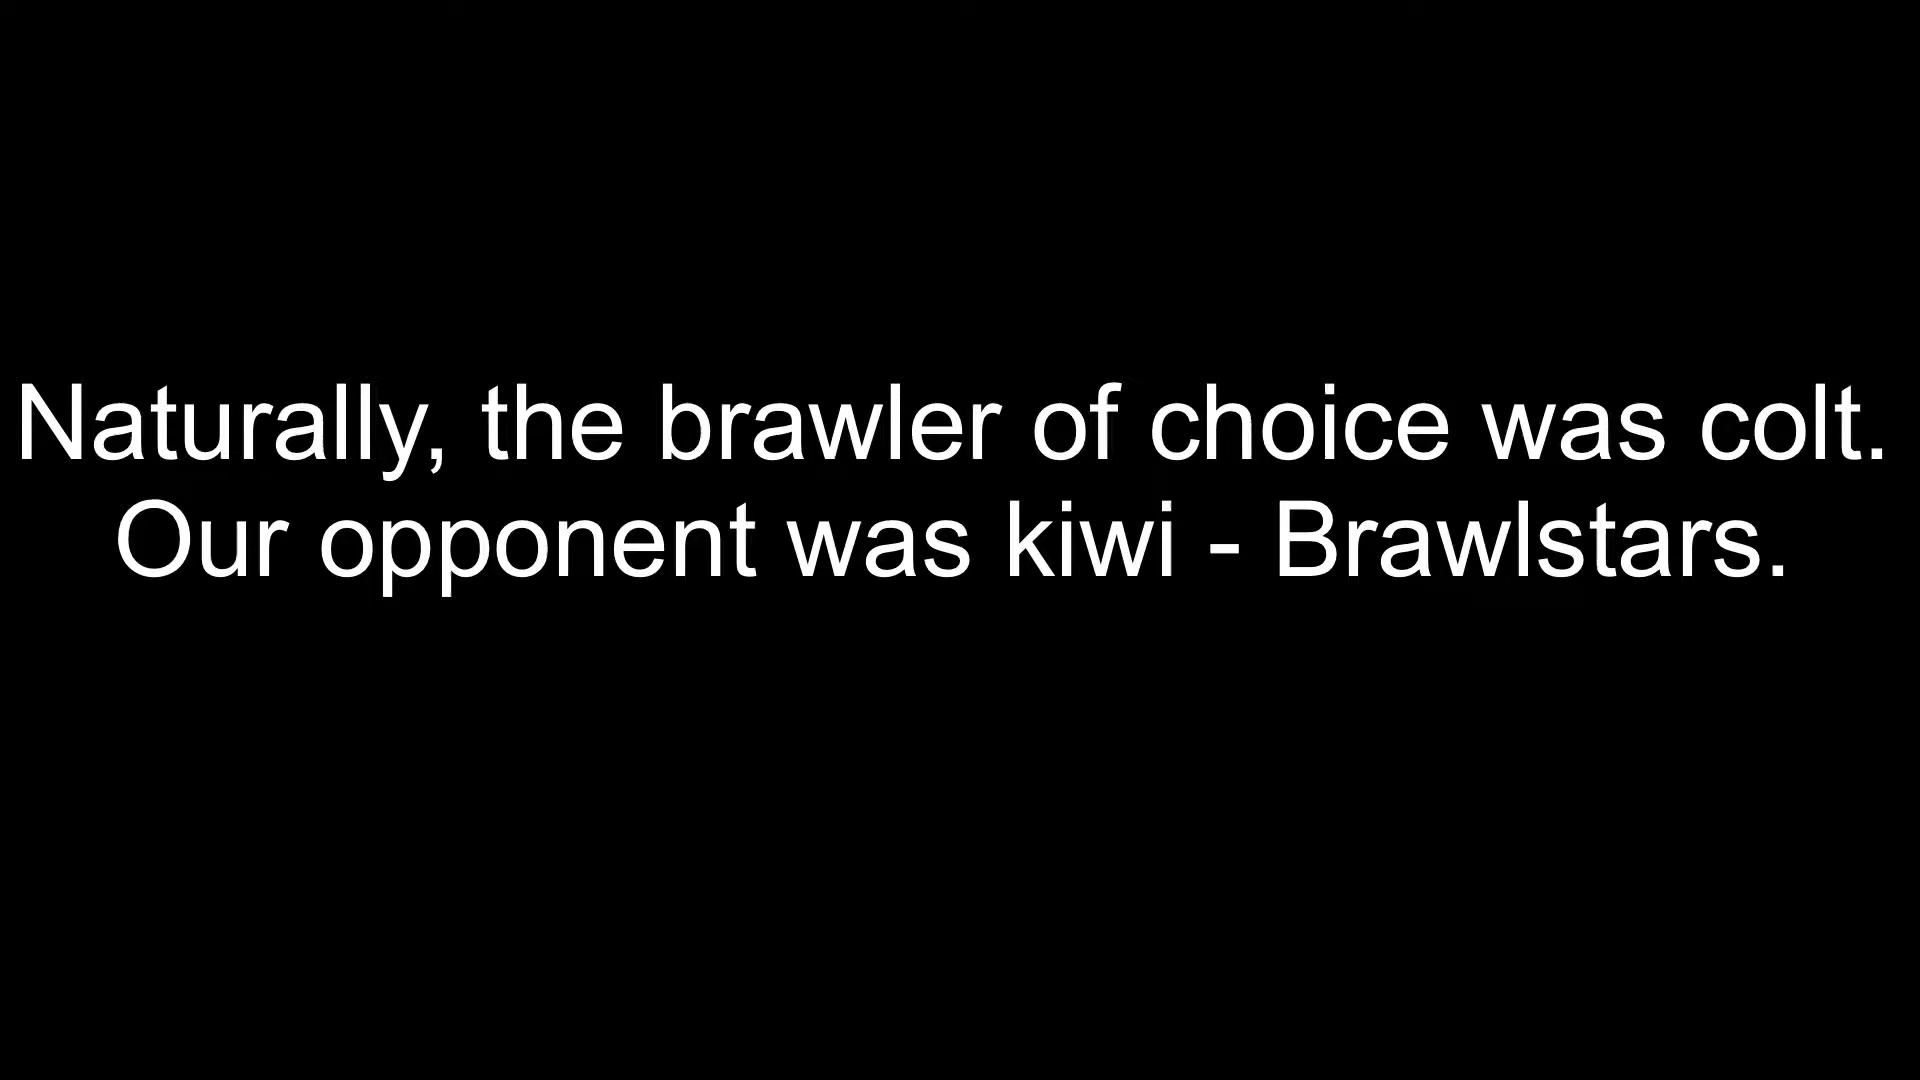 Naturally, the brawler of choice was colt.
Our opponent was kiwi - Brawlstars.